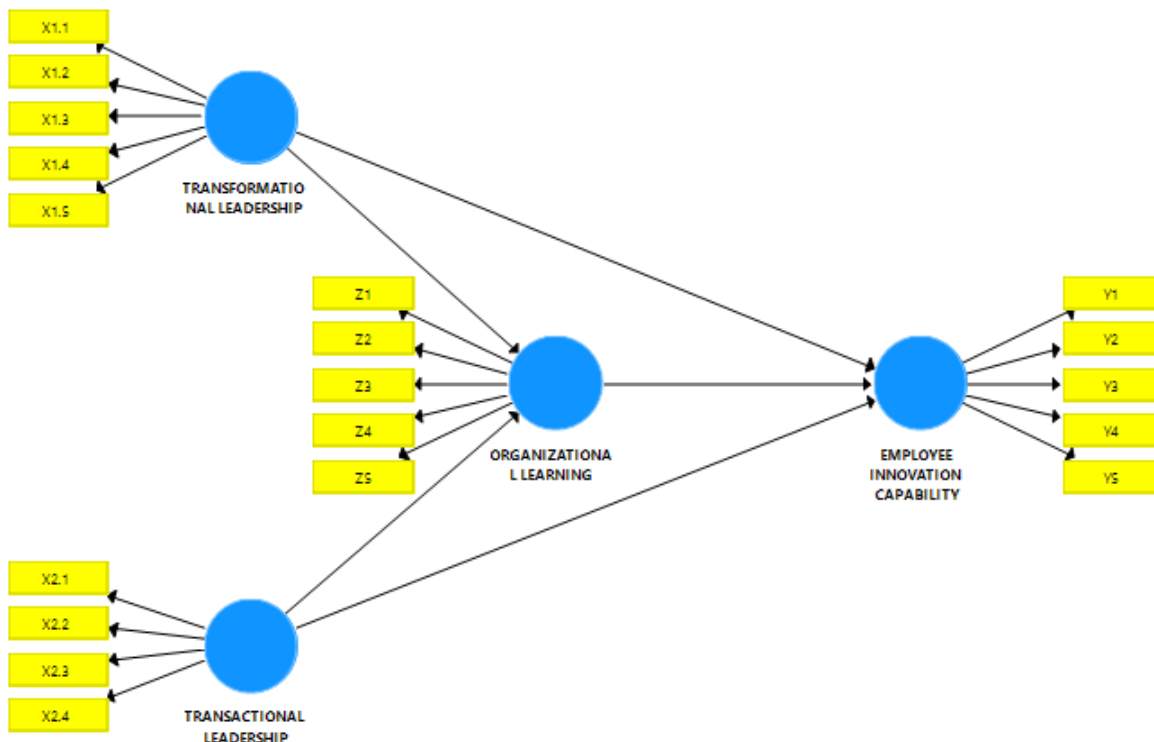 X1.1
X1.2
X1.3
X1.4
X1.5
TRANSFORMATIO
NAL LEADERSHIP
Z1
Z2
Z3
Z4
Z5
ORGANIZATIONA
L LEARNING
Y1
Y2
Y3
Y4
Y5
EMPLOYEE
INNOVATION
CAPABILITY
X2.1
X2.2
X2.3
X2.4
TRANSACTIONAL
LEADERSHIP